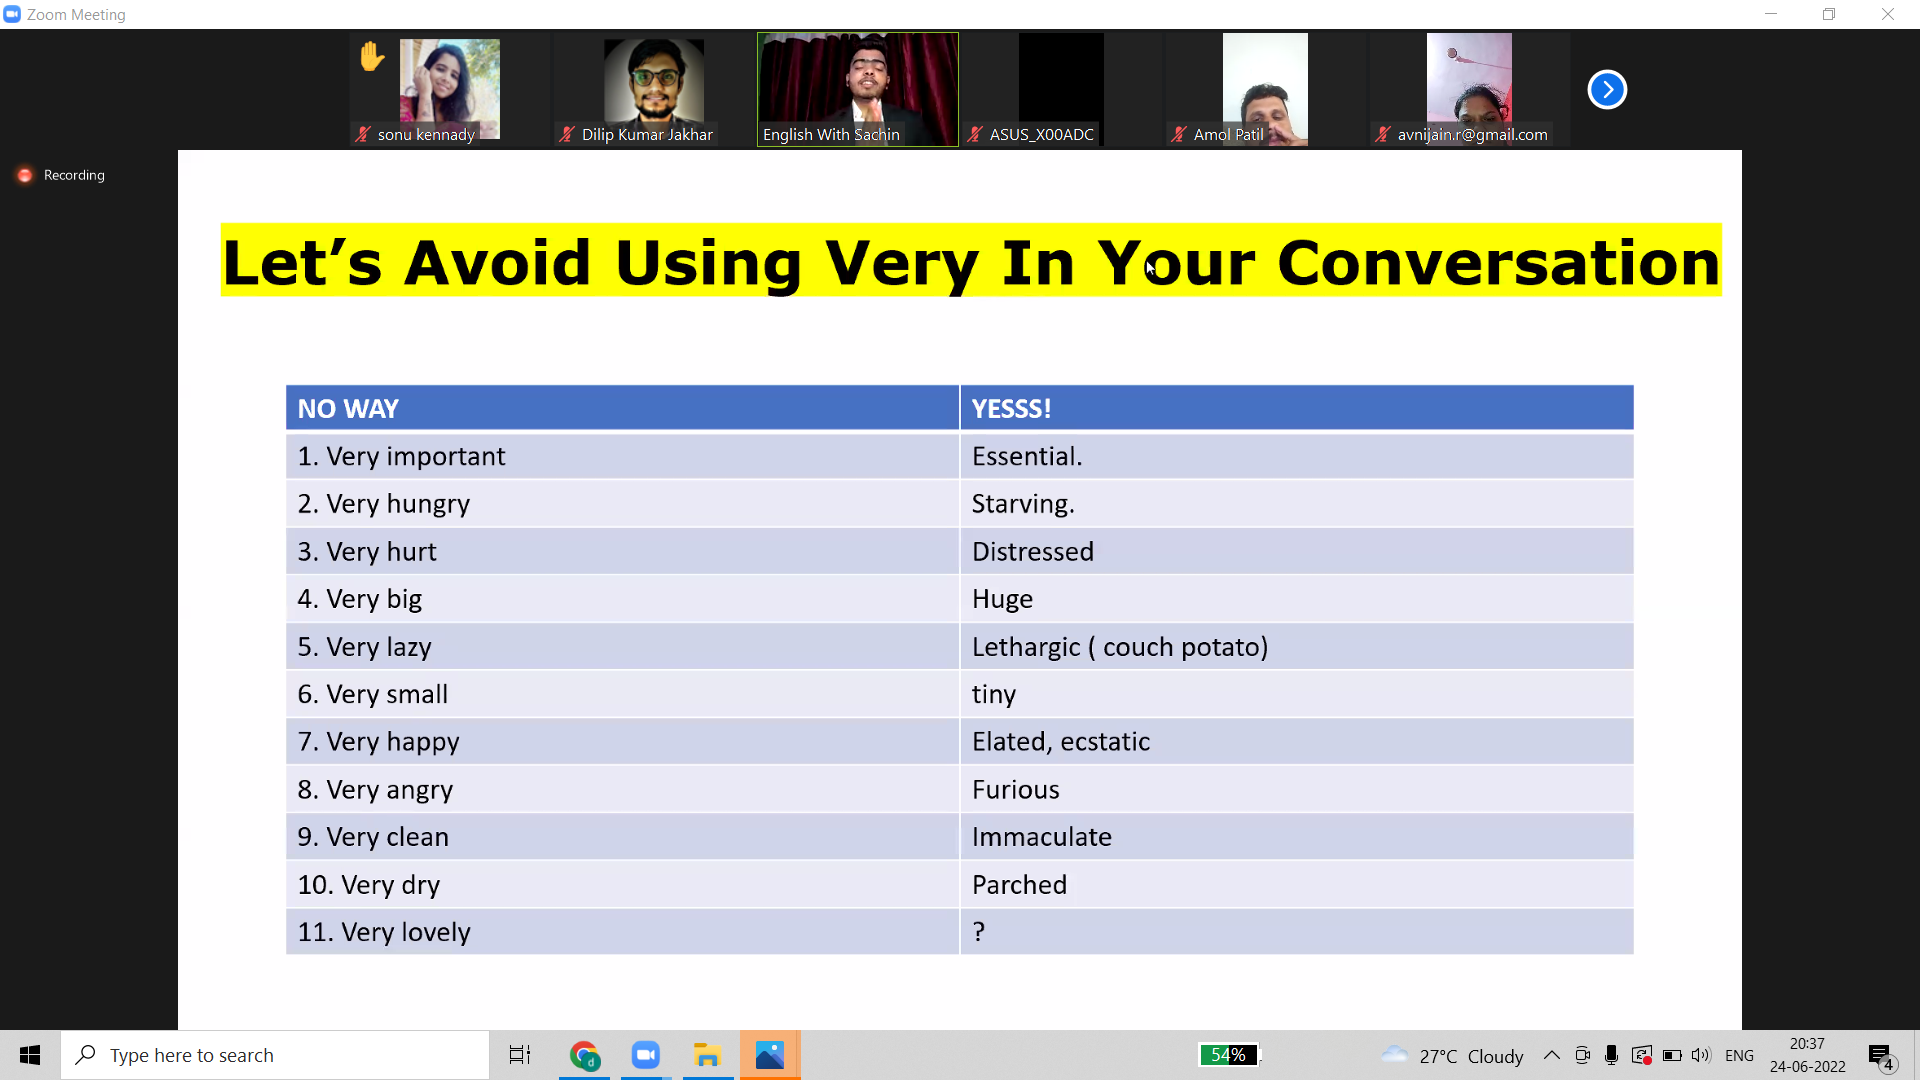 Zoom Meeting
sonu kennady
Dilip Kumar Jakhar
English With Sachin
ASUS_X00ADC
Amol Patil
avnijain.r@gmail.com
Recording
Let’s Avoid Using Very In Your Conversation
NO WAY YESSS!
1. Very important Essential.
2. Very hungry Starving.
3. Very hurt Distressed
4. Very big Huge
5. Very lazy Lethargic ( couch potato)
6. Very small tiny
7. Very happy Elated, ecstatic
8. Very angry Furious
9. Very clean Immaculate
10. Very dry Parched
11. Very lovely ?
Type here to search
d
54%
27°C Cloudy
ENG
20:37
24-06-2022
4